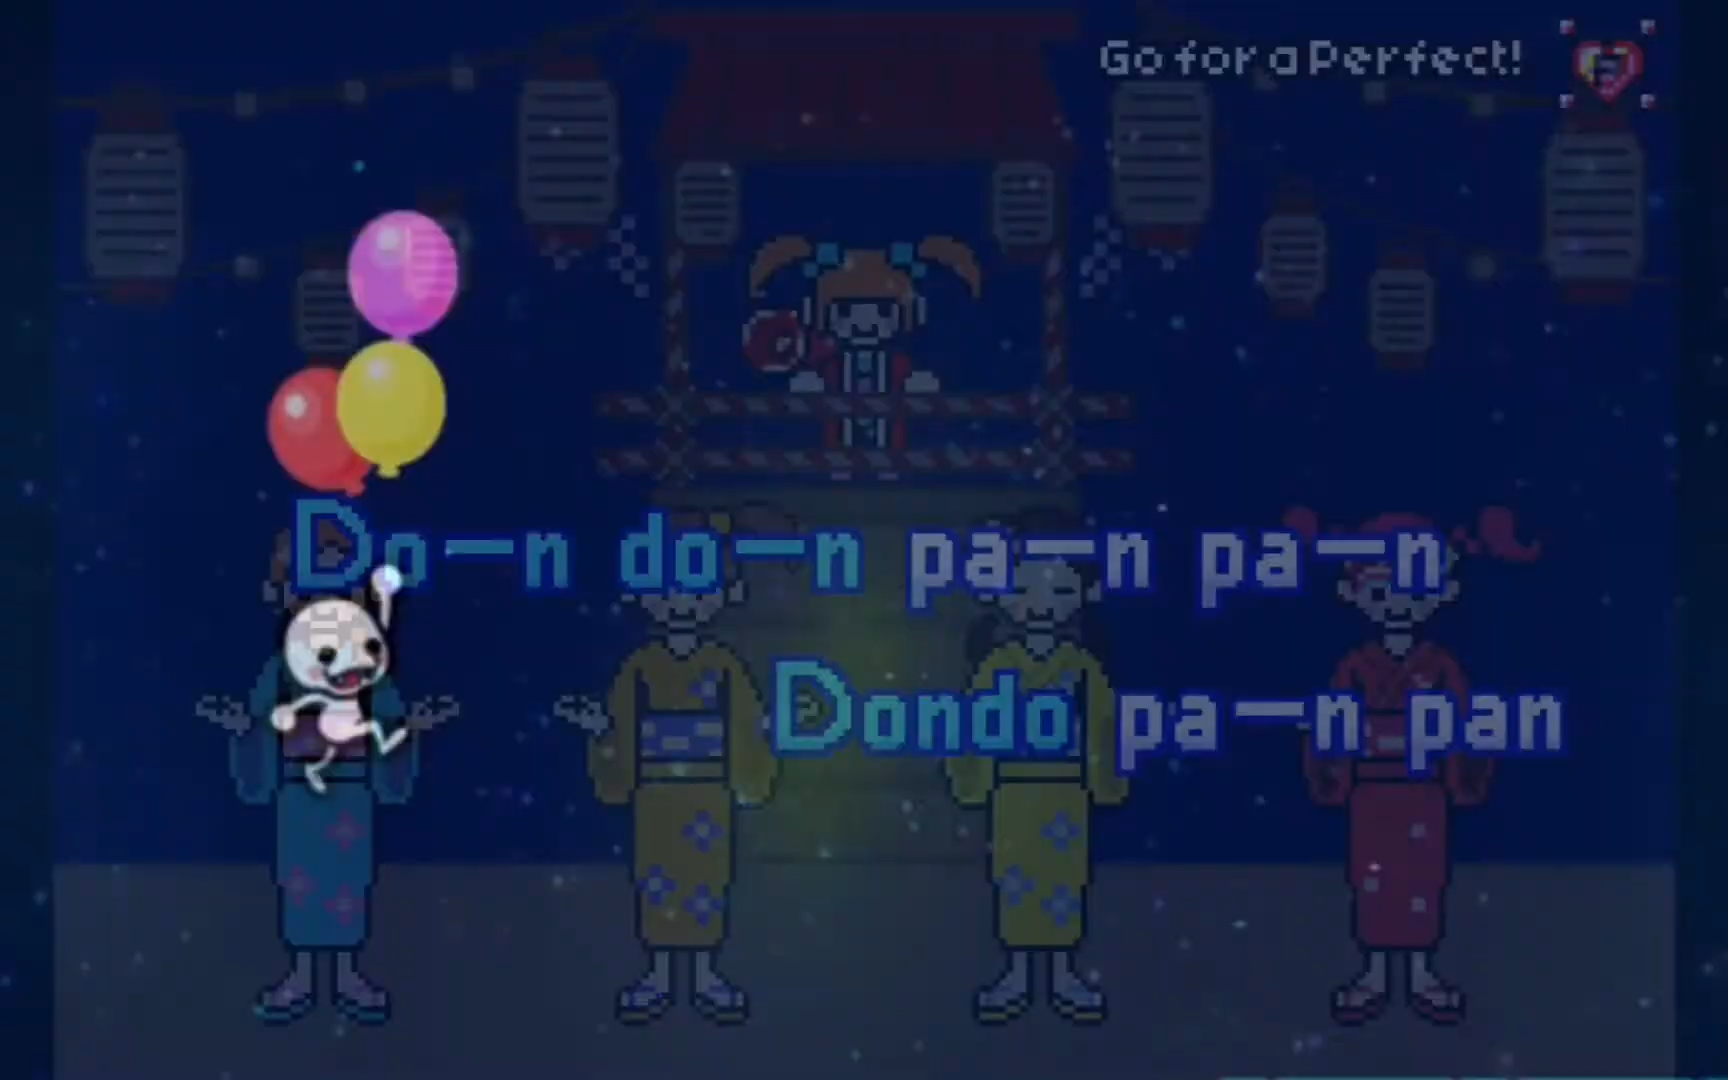 Go for a Perfect!
Do—n do—n pa—n pa—n
Dondo pa—n pan